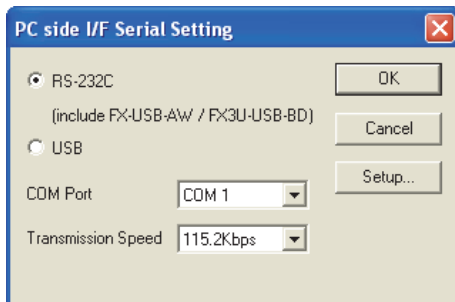 PC side I/F Serial Setting
RS-232C
(include FX-USB-AW / FX3U-USB-BD)
USB
COM Port
COM 1
Transmission Speed
115.2Kbps
OK
Cancel
Setup...